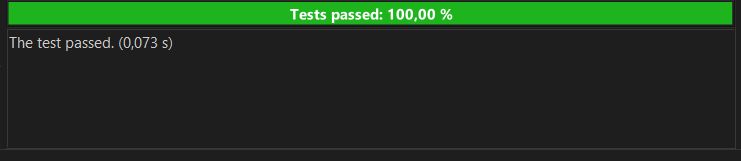 Tests passed: 100,00 %
The test passed. (0,073 s)